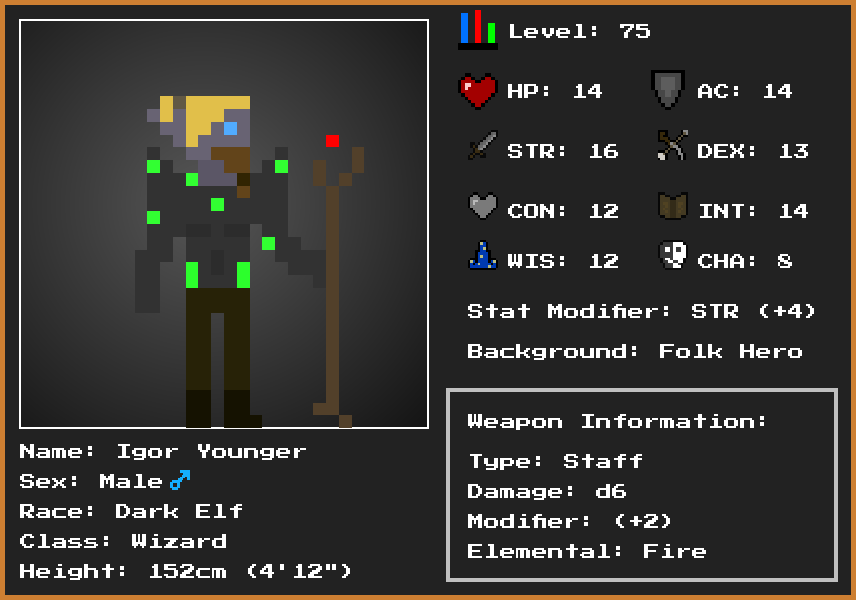 Level: 75
HP: 14
AC: 14
STR: 16
DEX: 13
CON: 12
INT: 14
WIS: 12
CHA: 8
Stat Modifier: STR (+4)
Background: Folk Hero
Weapon Information:
Type: Staff
Damage: d6
Modifier: (+2)
Elemental: Fire
Name: Igor Younger
Sex: Male♂
Race: Dark Elf
Class: Wizard
Height: 152cm (4'12")